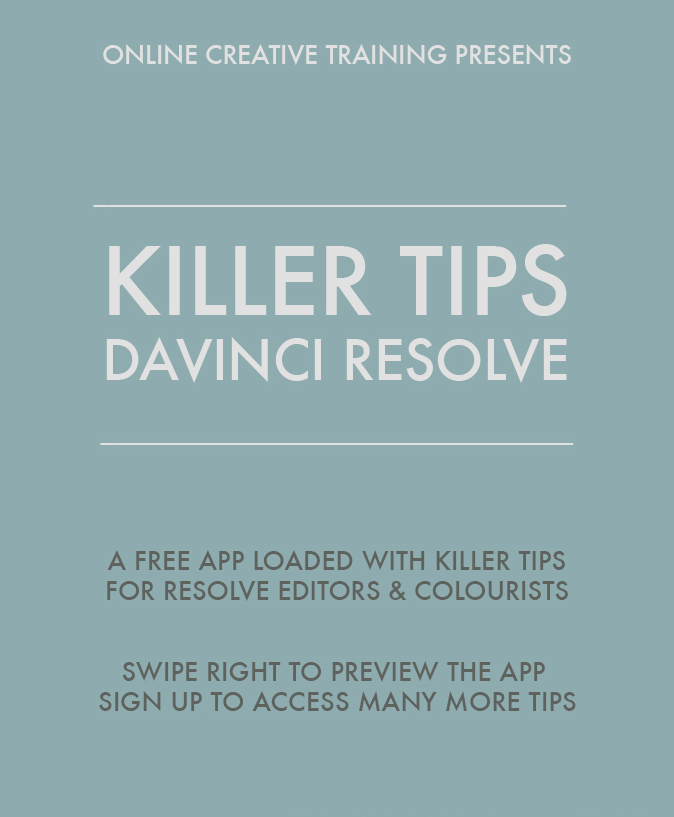 ONLINE CREATIVE TRAINING PRESENTS
KILLER TIPS
DAVINCI RESOLVE
A FREE APP LOADED WITH KILLER TIPS
FOR RESOLVE EDITORS & COLOURISTS
SWIPE RIGHT TO PREVIEW THE APP
SIGN UP TO ACCESS MANY MORE TIPS